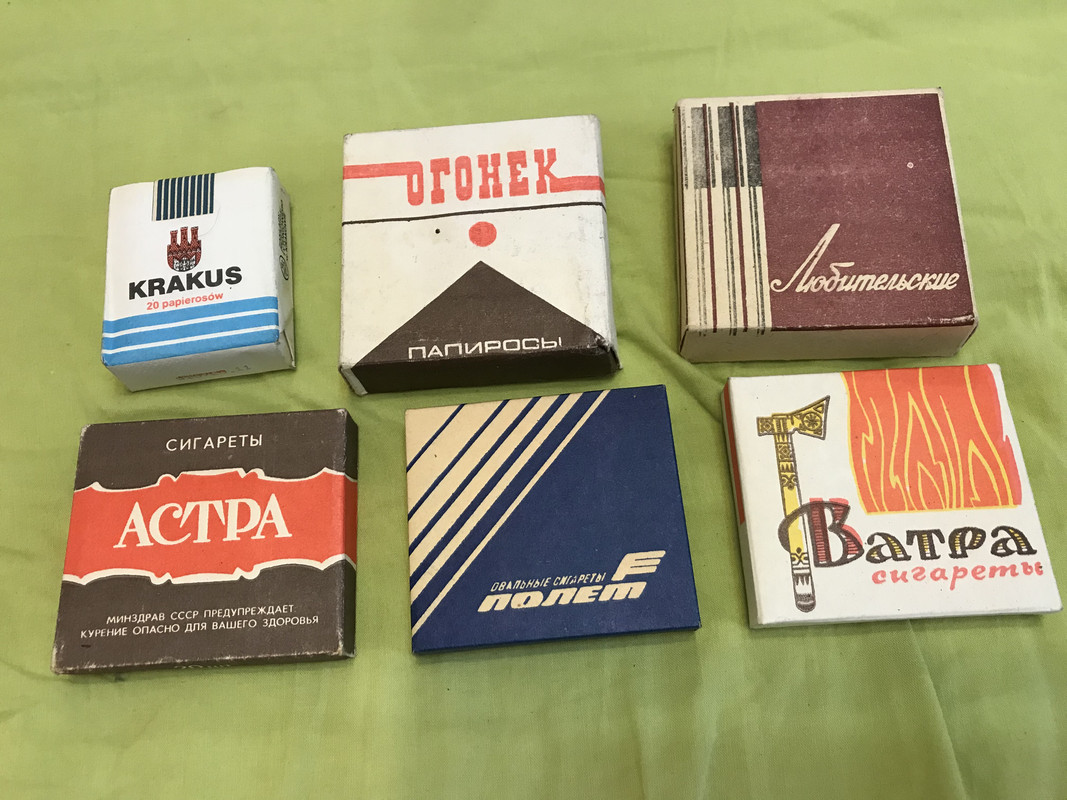 KRAKUS
20 papierosów
ОГОНЕК
ПАПИРОСЫ
Любительские
СИГАРЕТЫ
АСТРА
МИНЗДРАВ СССР ПРЕДУПРЕЖДАЕТ:
КУРЕНИЕ ОПАСНО ДЛЯ ВАШЕГО ЗДОРОВЬЯ
ОВАЛЬНЫЕ СИГАРЕТЫ
ПОЛЕТ
Ватра
сигареты